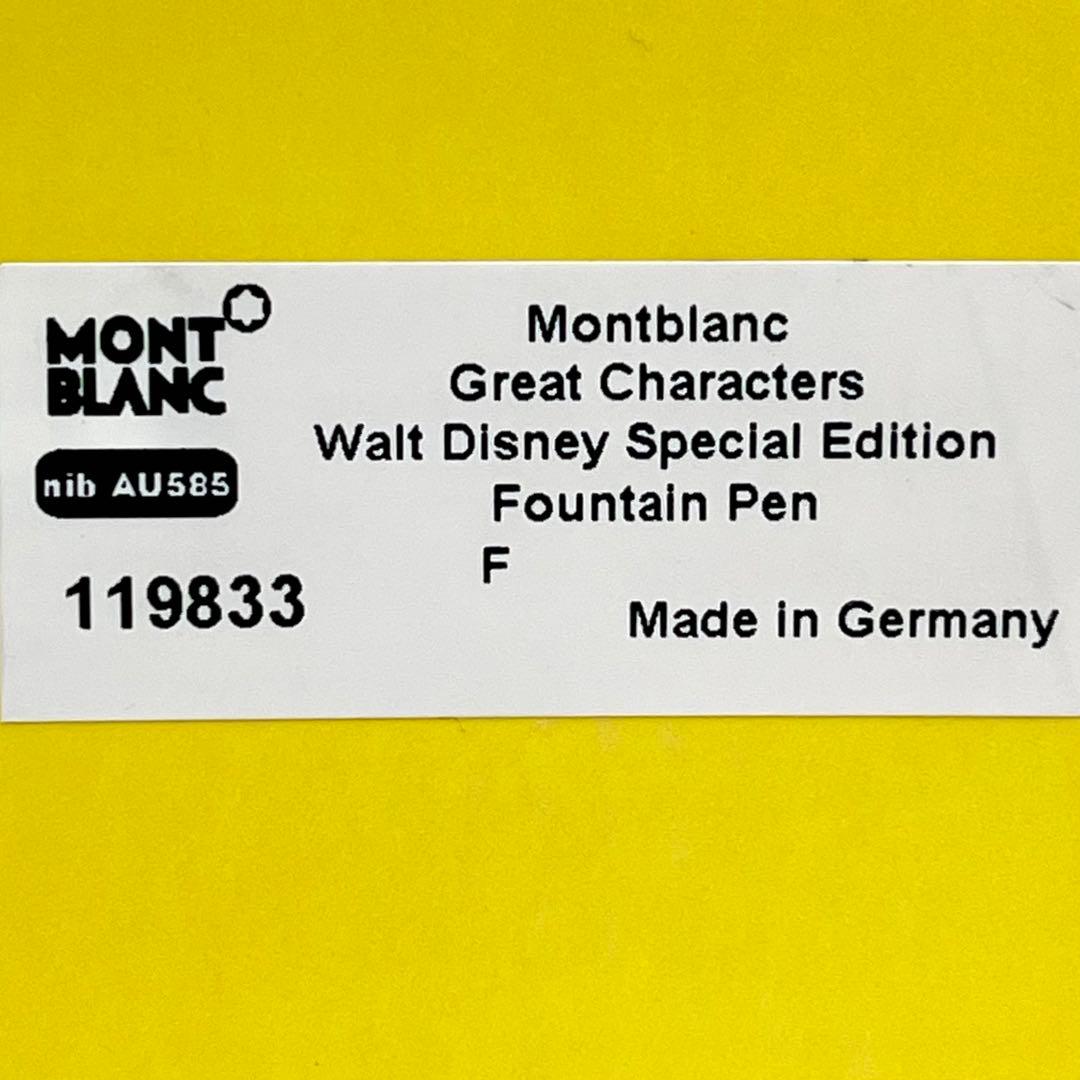 MONT
BLANC
nib AU585
119833
Montblanc
Great Characters
Walt Disney Special Edition
Fountain Pen
F
Made in Germany